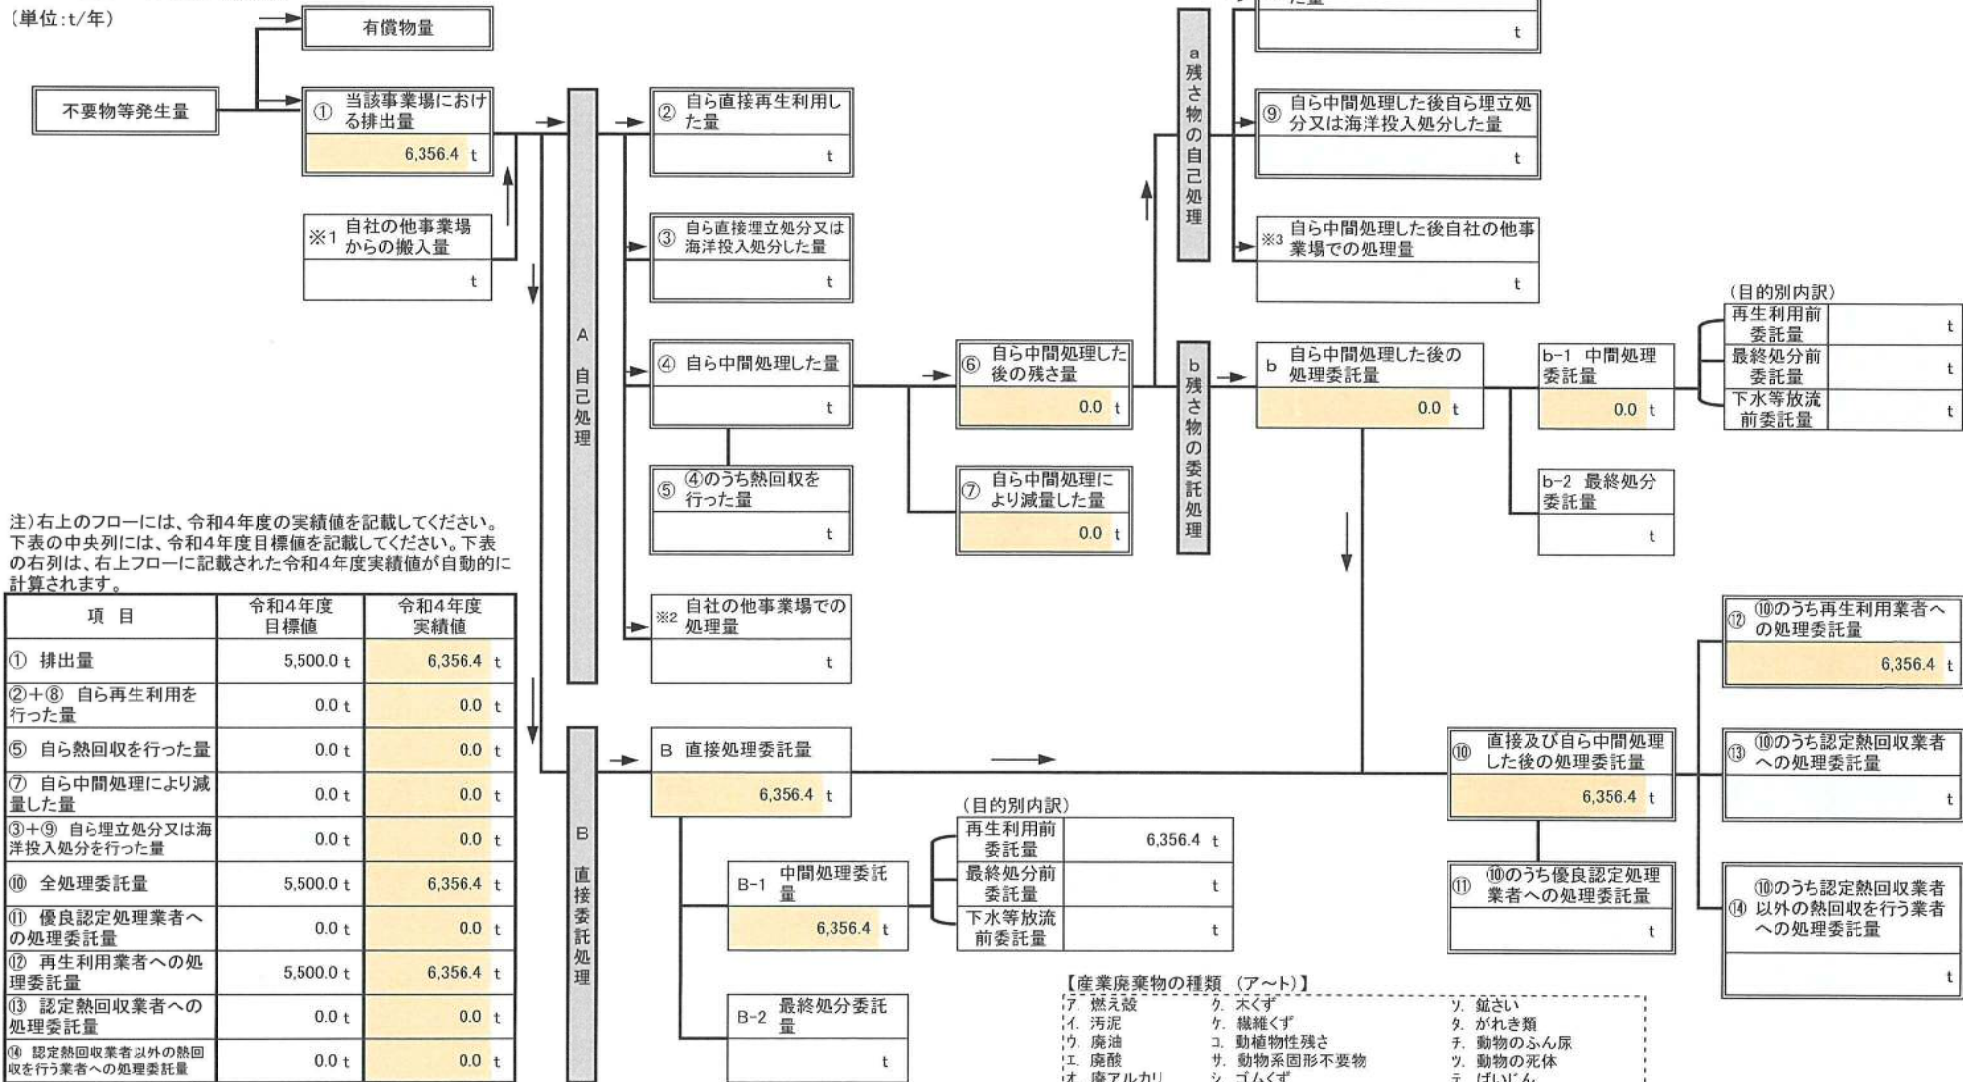 (単位:t/年)
有償物量
不要物等発生量
① 当該事業場におけ
る排出量
6,356.4 t
※1 自社の他事業場
からの搬入量
t
A 自己処理
② 自ら直接再生利用し
た量
t
③ 自ら直接埋立処分又は
海洋投入処分した量
t
④ 自ら中間処理した量
t
⑤ ④のうち熱回収を
行った量
t
※2 自社の他事業場での
処理量
t
⑥ 自ら中間処理した
後の残さ量
0.0 t
⑦ 自ら中間処理に
より減量した量
0.0 t
a 残さ物の自己処理
た量
t
⑨ 自ら中間処理した後自ら埋立処
分又は海洋投入処分した量
t
※3 自ら中間処理した後自社の他事
業場での処理量
t
b 残さ物の委託処理
b 自ら中間処理した後の
処理委託量
0.0 t
b-1 中間処理
委託量
0.0 t
b-2 最終処分
委託量
t
(目的別内訳)
再生利用前
委託量 t
最終処分前
委託量 t
下水等放流
前委託量 t
注)右上のフローには、令和4年度の実績値を記載してください。
下表の中央列には、令和4年度目標値を記載してください。下表
の右列は、右上フローに記載された令和4年度実績値が自動的に
計算されます。
項 目 令和4年度
目標値 令和4年度
実績値
① 排出量 5,500.0 t 6,356.4 t
②+⑧ 自ら再生利用を
行った量 0.0 t 0.0 t
⑤ 自ら熱回収を行った量 0.0 t 0.0 t
⑦ 自ら中間処理により減
量した量 0.0 t 0.0 t
③+⑨ 自ら埋立処分又は海
洋投入処分を行った量 0.0 t 0.0 t
⑩ 全処理委託量 5,500.0 t 6,356.4 t
⑪ 優良認定処理業者へ
の処理委託量 0.0 t 0.0 t
⑫ 再生利用業者への処
理委託量 5,500.0 t 6,356.4 t
⑬ 認定熱回収業者への
処理委託量 0.0 t 0.0 t
⑭ 認定熱回収業者以外の熱回
収を行う業者への処理委託量 0.0 t 0.0 t
B 直接委託処理
B 直接処理委託量
6,356.4 t
B-1 中間処理委託
量
6,356.4 t
B-2 最終処分委託
量
t
(目的別内訳)
再生利用前
委託量 6,356.4 t
最終処分前
委託量 t
下水等放流
前委託量 t
⑩ 直接及び自ら中間処理
した後の処理委託量
6,356.4 t
⑪ ⑩のうち優良認定処理
業者への処理委託量
t
⑫ ⑩のうち再生利用業者へ
の処理委託量
6,356.4 t
⑬ ⑩のうち認定熱回収業者
への処理委託量
t
⑭ ⑩のうち認定熱回収業者
以外の熱回収を行う業者
への処理委託量
t
【産業廃棄物の種類 (ア～ト)】
ア. 燃え殻 ク. 木くず ソ. 鉱さい
イ. 汚泥 ケ. 繊維くず タ. がれき類
ウ. 廃油 コ. 動植物性残さ チ. 動物のふん尿
エ. 廃酸 サ. 動物系固形不要物 ツ. 動物の死体
オ. 廃アルカリ シ. ゴムくず テ. ばいじん